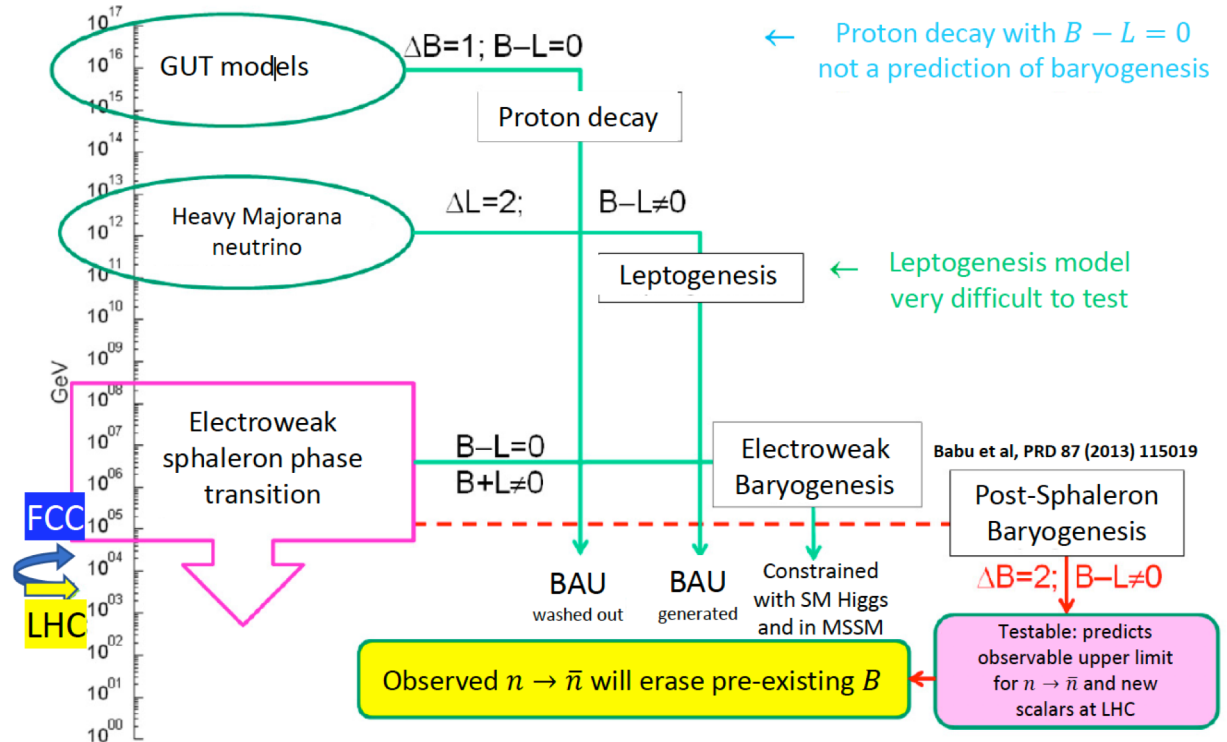 10^17
10^16
10^15
10^14
10^13
10^12
10^11
10^10
10^09
10^08
10^07
10^06
10^05
10^04
10^03
10^02
10^01
10^00
GeV
GUT models
ΔB=1; B–L=0
← Proton decay with B − L = 0
not a prediction of baryogenesis
Proton decay
Heavy Majorana
neutrino
ΔL=2; B–L≠0
Leptogenesis
← Leptogenesis model
very difficult to test
Electroweak
sphaleron phase
transition
B–L=0
B+L≠0
Electroweak
Baryogenesis
Babu et al, PRD 87 (2013) 115019
Post-Sphaleron
Baryogenesis
FCC
LHC
BAU
washed out
BAU
generated
Constrained
with SM Higgs
and in MSSM
ΔB=2; B–L≠0
Testable: predicts
observable upper limit
for n → n̄ and new
scalars at LHC
Observed n → n̄ will erase pre-existing B